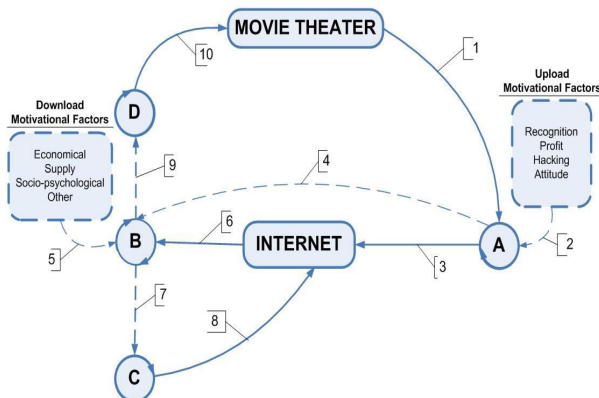 MOVIE THEATER
10
1
Download
Motivational Factors
Upload
Motivational Factors
D
Economical
Supply
Socio-psychological
Other
Recognition
Profit
Hacking
Attitude
9
4
6
B
INTERNET
A
5
3
2
7
8
C